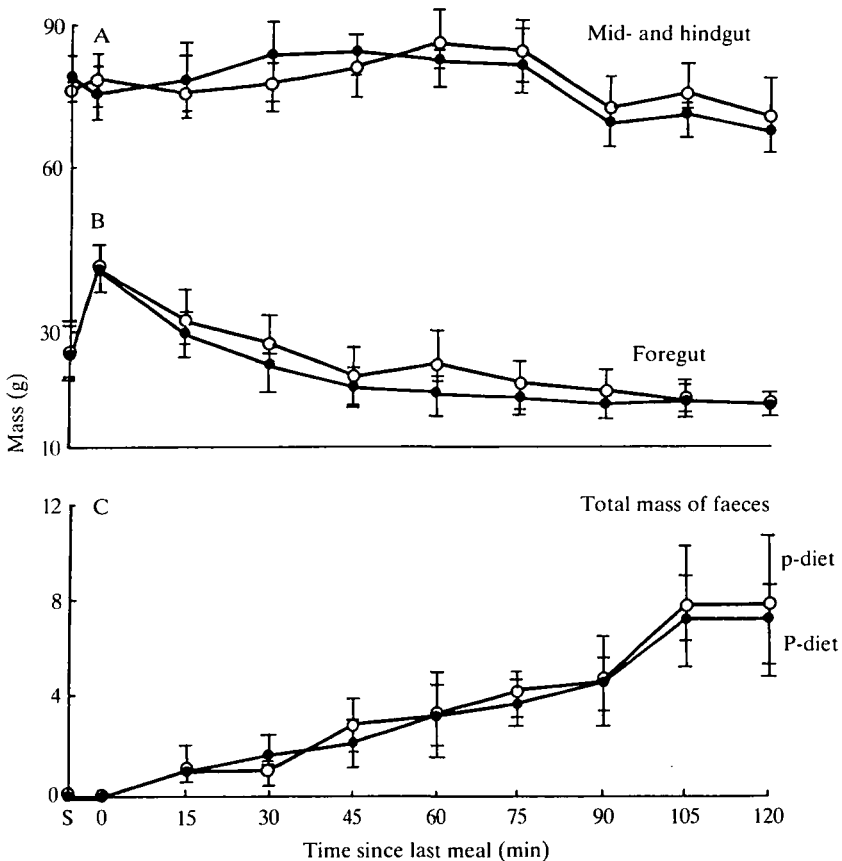 90
A
Mid- and hindgut
60
B
30
Foregut
10
Mass (g)
12
C
Total mass of faeces
p-diet
8
P-diet
4
0
S 0 15 30 45 60 75 90 105 120
Time since last meal (min)